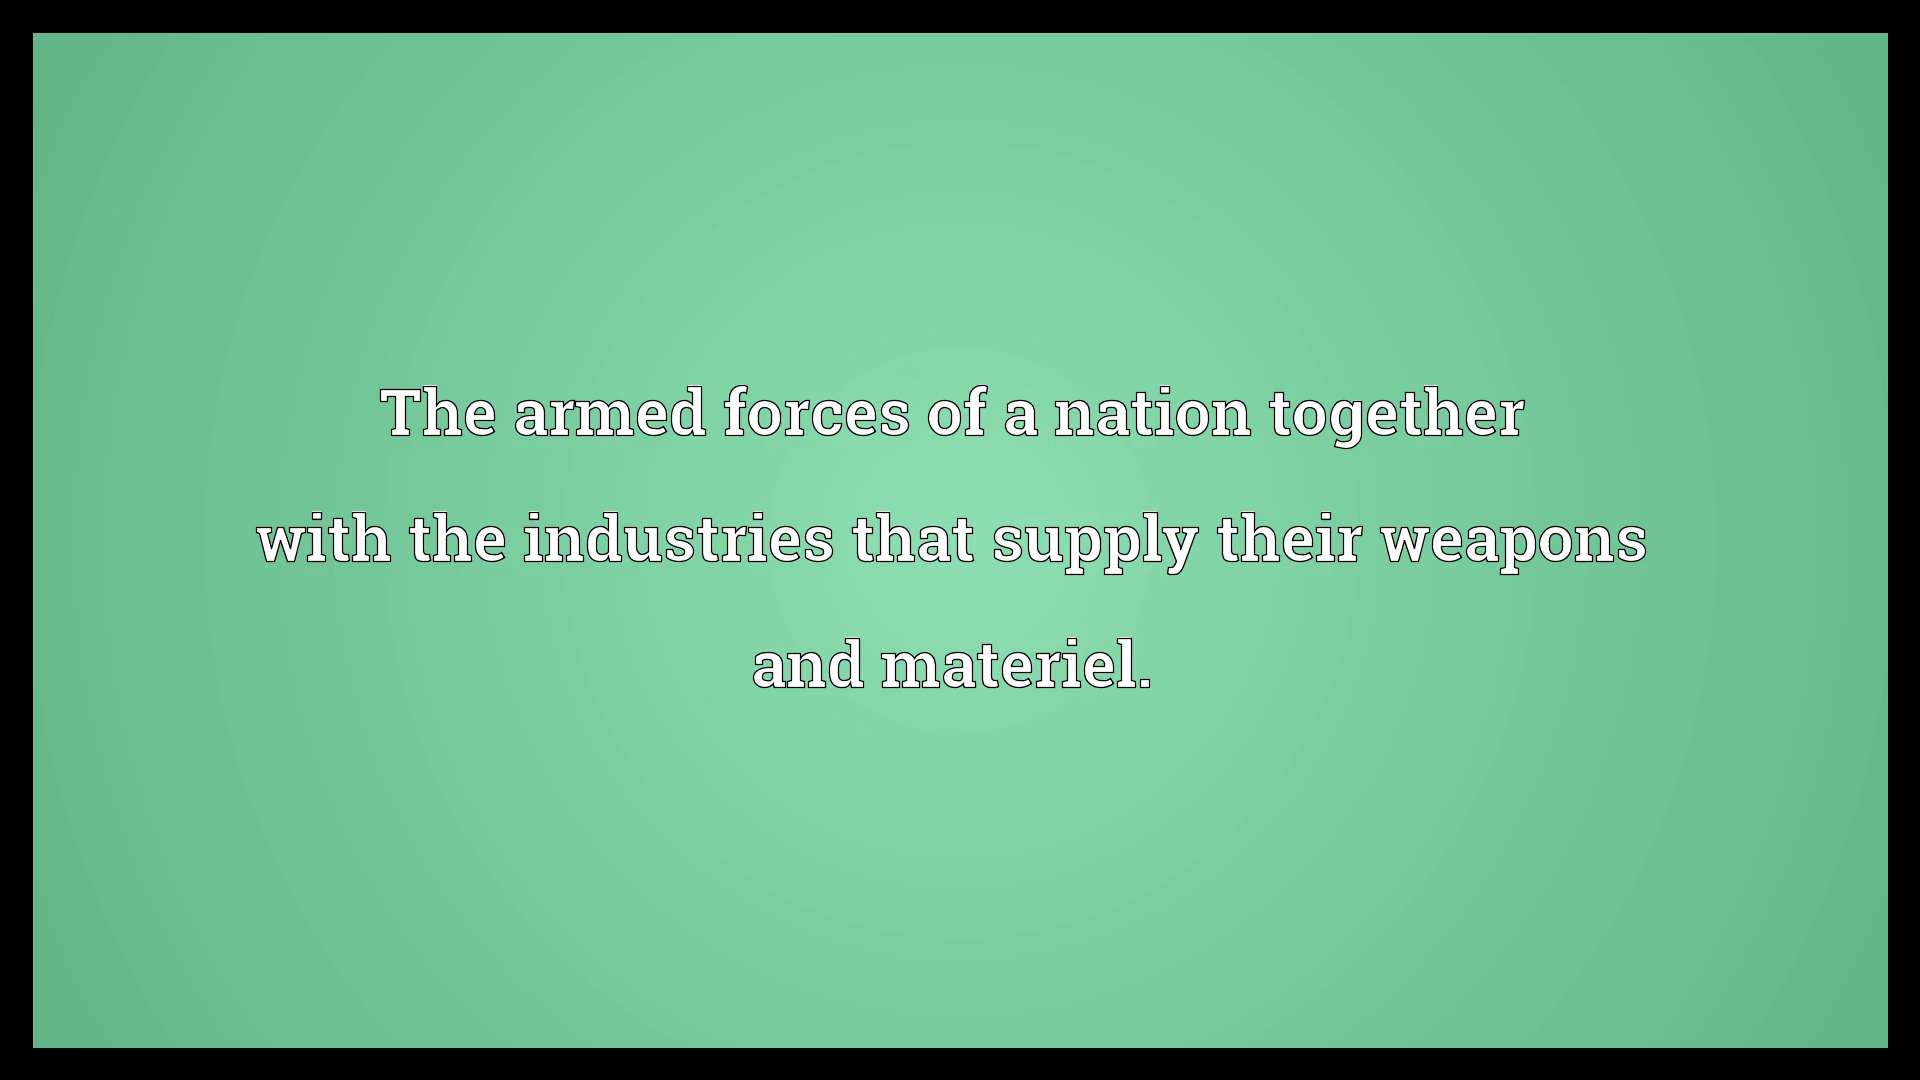 The armed forces of a nation together
with the industries that supply their weapons
and materiel.